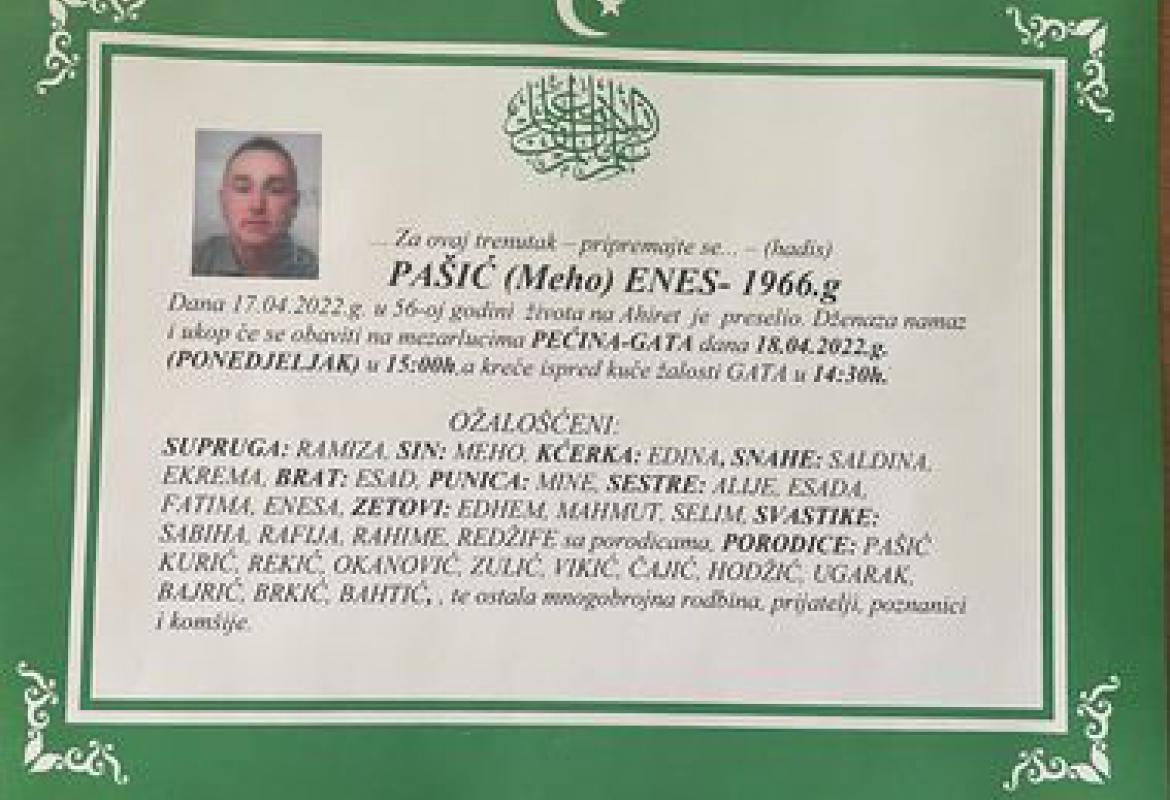 ... Za ovaj trenutak – pripremajte se... – (hadis)
PAŠIĆ (Meho) ENES- 1966.g
Dana 17.04.2022.g. u 56-oj godini života na Ahiret je preselio. Dženaza namaz
i ukop će se obaviti na mezarlucima PEĆINA-GATA dana 18.04.2022.g.
(PONEDJELJAK) u 15:00h,a kreće ispred kuće žalosti GATA u 14:30h.
OŽALOŠĆENI:
SUPRUGA: RAMIZA, SIN: MEHO, KĆERKA: EDINA, SNAHE: SALDINA,
EKREMA, BRAT: ESAD, PUNICA: MINE, SESTRE: ALIJE, ESADA,
FATIMA, ENESA, ZETOVI: EDHEM, MAHMUT, SELIM, SVASTIKE:
SABIHA, RAFIJA, RAHIME, REDŽIFE sa porodicama, PORODICE: PAŠIĆ
KURIĆ, REKIĆ, OKANOVIĆ, ZULIĆ, VIKIĆ, ĆAJIĆ, HODŽIĆ, UGARAK,
BAJRIĆ, BRKIĆ, BAHTIĆ, , te ostala mnogobrojna rodbina, prijatelji, poznanici
i komšije.